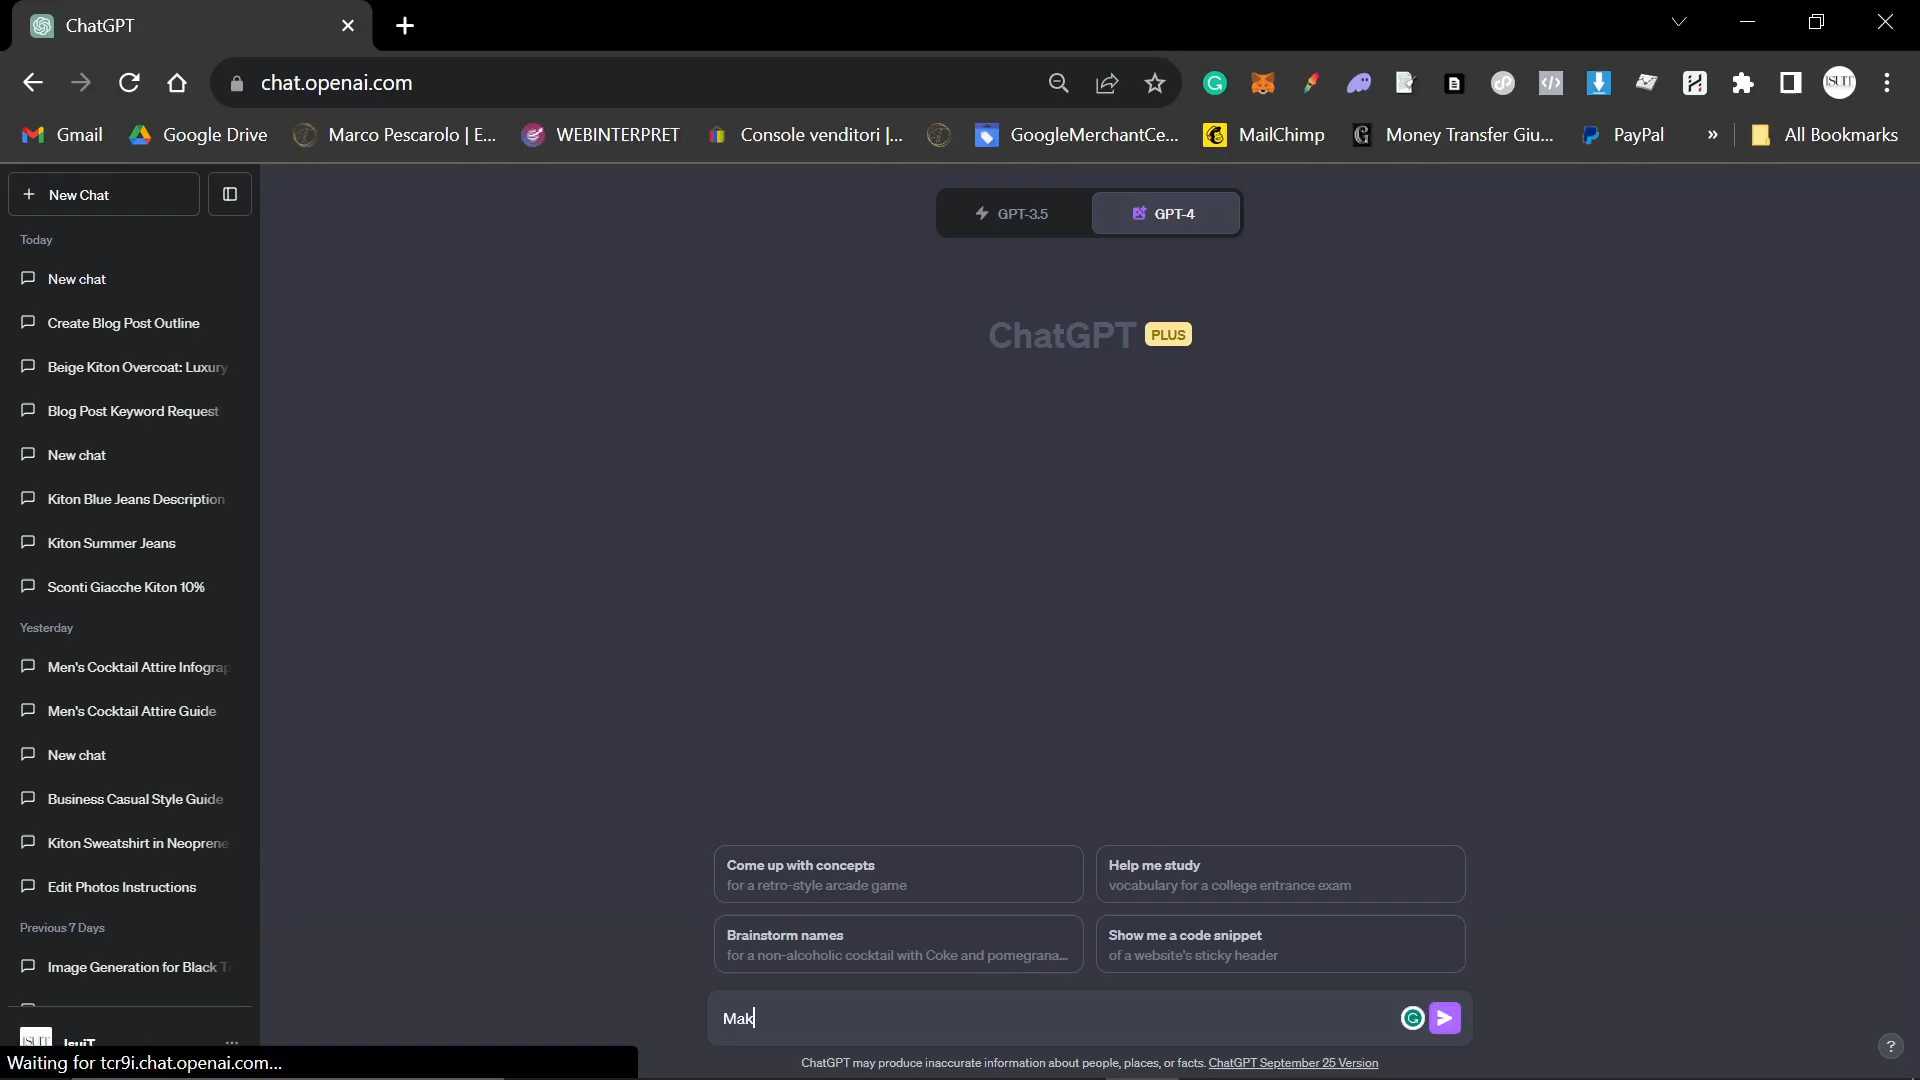 ChatGPT
chat.openai.com
Gmail
Google Drive
Marco Pescarolo | E...
WEBINTERPRET
Console venditori |...
GoogleMerchantCe...
MailChimp
Money Transfer Giu...
PayPal
»
All Bookmarks
New Chat
GPT-3.5
GPT-4
Today
New chat
Create Blog Post Outline
Beige Kiton Overcoat: Luxury
Blog Post Keyword Request
New chat
Kiton Blue Jeans Description
Kiton Summer Jeans
Sconti Giacche Kiton 10%
Yesterday
Men's Cocktail Attire Infograp
Men's Cocktail Attire Guide
New chat
Business Casual Style Guide
Kiton Sweatshirt in Neoprene
Edit Photos Instructions
Previous 7 Days
Image Generation for Black T
ISUIT
IsuiT
Waiting for tcr9i.chat.openai.com...
ChatGPT PLUS
Come up with concepts
for a retro-style arcade game
Help me study
vocabulary for a college entrance exam
Brainstorm names
for a non-alcoholic cocktail with Coke and pomegrana...
Show me a code snippet
of a website's sticky header
Mak
ChatGPT may produce inaccurate information about people, places, or facts. ChatGPT September 25 Version
?